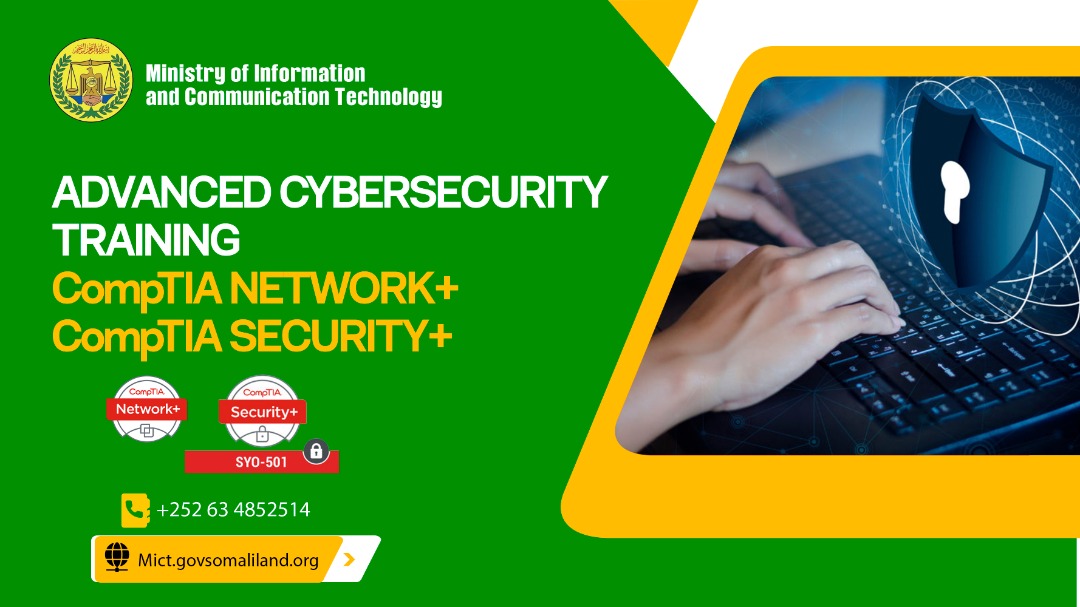 Ministry of Information
and Communication Technology
ADVANCED CYBERSECURITY
TRAINING
CompTIA NETWORK+
CompTIA SECURITY+
CompTIA
Network+
CompTIA
Security+
SYO-501
+252 63 4852514
Mict.govsomaliland.org